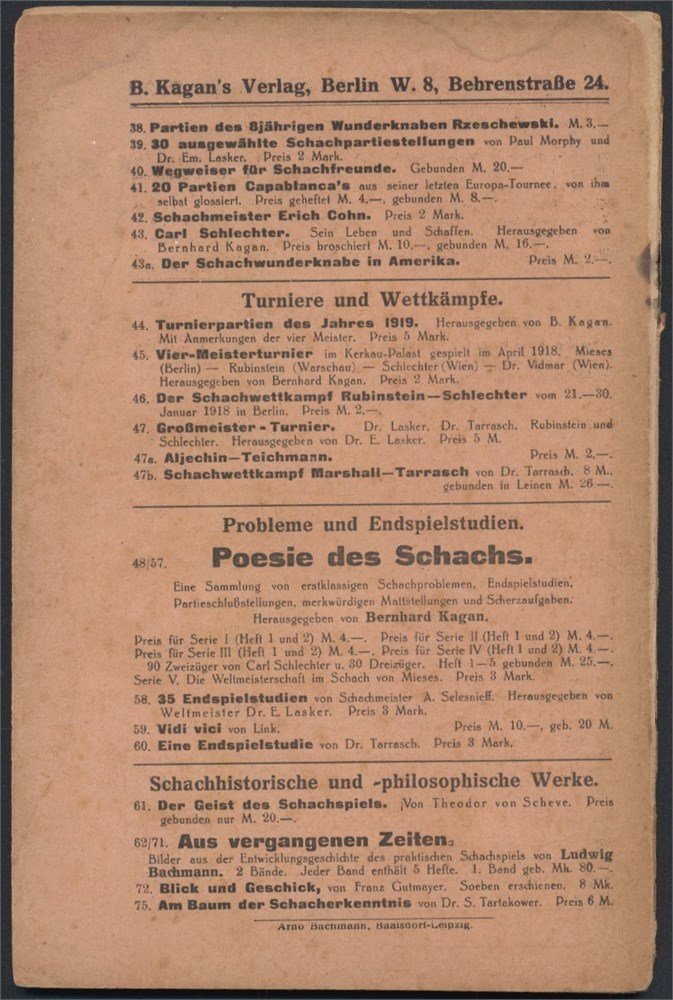 B. Kagan's Verlag, Berlin W. 8, Behrenstraße 24.
38. Partien des 8jährigen Wunderknaben Rzeschewski. M. 3.—
39. 30 ausgewählte Schachpartiestellungen von Paul Morphy und
Dr. Em. Lasker. Preis 2 Mark.
40. Wegweiser für Schachfreunde. Gebunden M. 20.—
41. 20 Partien Capablanca's aus seiner letzten Europa-Tournee, von ihm
selbst glossiert. Preis geheftet M. 4.—, gebunden M. 8.—.
42. Schachmeister Erich Cohn. Preis 2 Mark.
43. Carl Schlechter. Sein Leben und Schaffen. Herausgegeben von
Bernhard Kagan. Preis broschiert M. 10.—, gebunden M. 16.—.
43a. Der Schachwunderknabe in Amerika. Preis M. 2.—.
Turniere und Wettkämpfe.
44. Turnierpartien des Jahres 1919. Herausgegeben von B. Kagan.
Mit Anmerkungen der vier Meister. Preis 5 Mark.
45. Vier-Meisterturnier im Kerkau-Palast gespielt im April 1918. Mieses
(Berlin) — Rubinstein (Warschau) — Schlechter (Wien) — Dr. Vidmar (Wien).
Herausgegeben von Bernhard Kagan. Preis 2 Mark.
46. Der Schachwettkampf Rubinstein—Schlechter vom 21.—30.
Januar 1918 in Berlin. Preis M. 2.—.
47. Großmeister-Turnier. Dr. Lasker, Dr. Tarrasch, Rubinstein und
Schlechter. Herausgegeben von Dr. E. Lasker. Preis 5 M.
47a. Aljechin—Teichmann. Preis M. 2.—.
47b. Schachwettkampf Marshall—Tarrasch von Dr. Tarrasch. 8 M.,
gebunden in Leinen M. 26.—.
Probleme und Endspielstudien.
48/57. Poesie des Schachs.
Eine Sammlung von erstklassigen Schachproblemen, Endspielstudien,
Partieschlußstellungen, merkwürdigen Mattstellungen und Scherzaufgaben.
Herausgegeben von Bernhard Kagan.
Preis für Serie I (Heft 1 und 2) M. 4.—. Preis für Serie II (Heft 1 und 2) M. 4.—.
Preis für Serie III (Heft 1 und 2) M. 4.—. Preis für Serie IV (Heft 1 und 2) M. 4.—.
90 Zweizüger von Carl Schlechter u. 30 Dreizüger. Heft 1—5 gebunden M. 25.—.
Serie V, Die Weltmeisterschaft im Schach von Mieses. Preis 3 Mark.
58. 35 Endspielstudien von Schachmeister A. Selesnieff. Herausgegeben von
Weltmeister Dr. E. Lasker. Preis 3 Mark.
59. Vidi vici von Link. Preis M. 10.—, geb. 20 M.
60. Eine Endspielstudie von Dr. Tarrasch. Preis 3 Mark.
Schachhistorische und -philosophische Werke.
61. Der Geist des Schachspiels. Von Theodor von Scheve. Preis
gebunden nur M. 20.—.
62/71. Aus vergangenen Zeiten.
Bilder aus der Entwicklungsgeschichte des praktischen Schachspiels von Ludwig
Bachmann. 2 Bände. Jeder Band enthält 5 Hefte. 1. Band geb. Mk. 80.—.
72. Blick und Geschick, von Franz Gutmayer. Soeben erschienen. 8 Mk.
75. Am Baum der Schacherkenntnis von Dr. S. Tartakower. Preis 6 M.
Arno Bachmann, Baalsdorf-Leipzig.